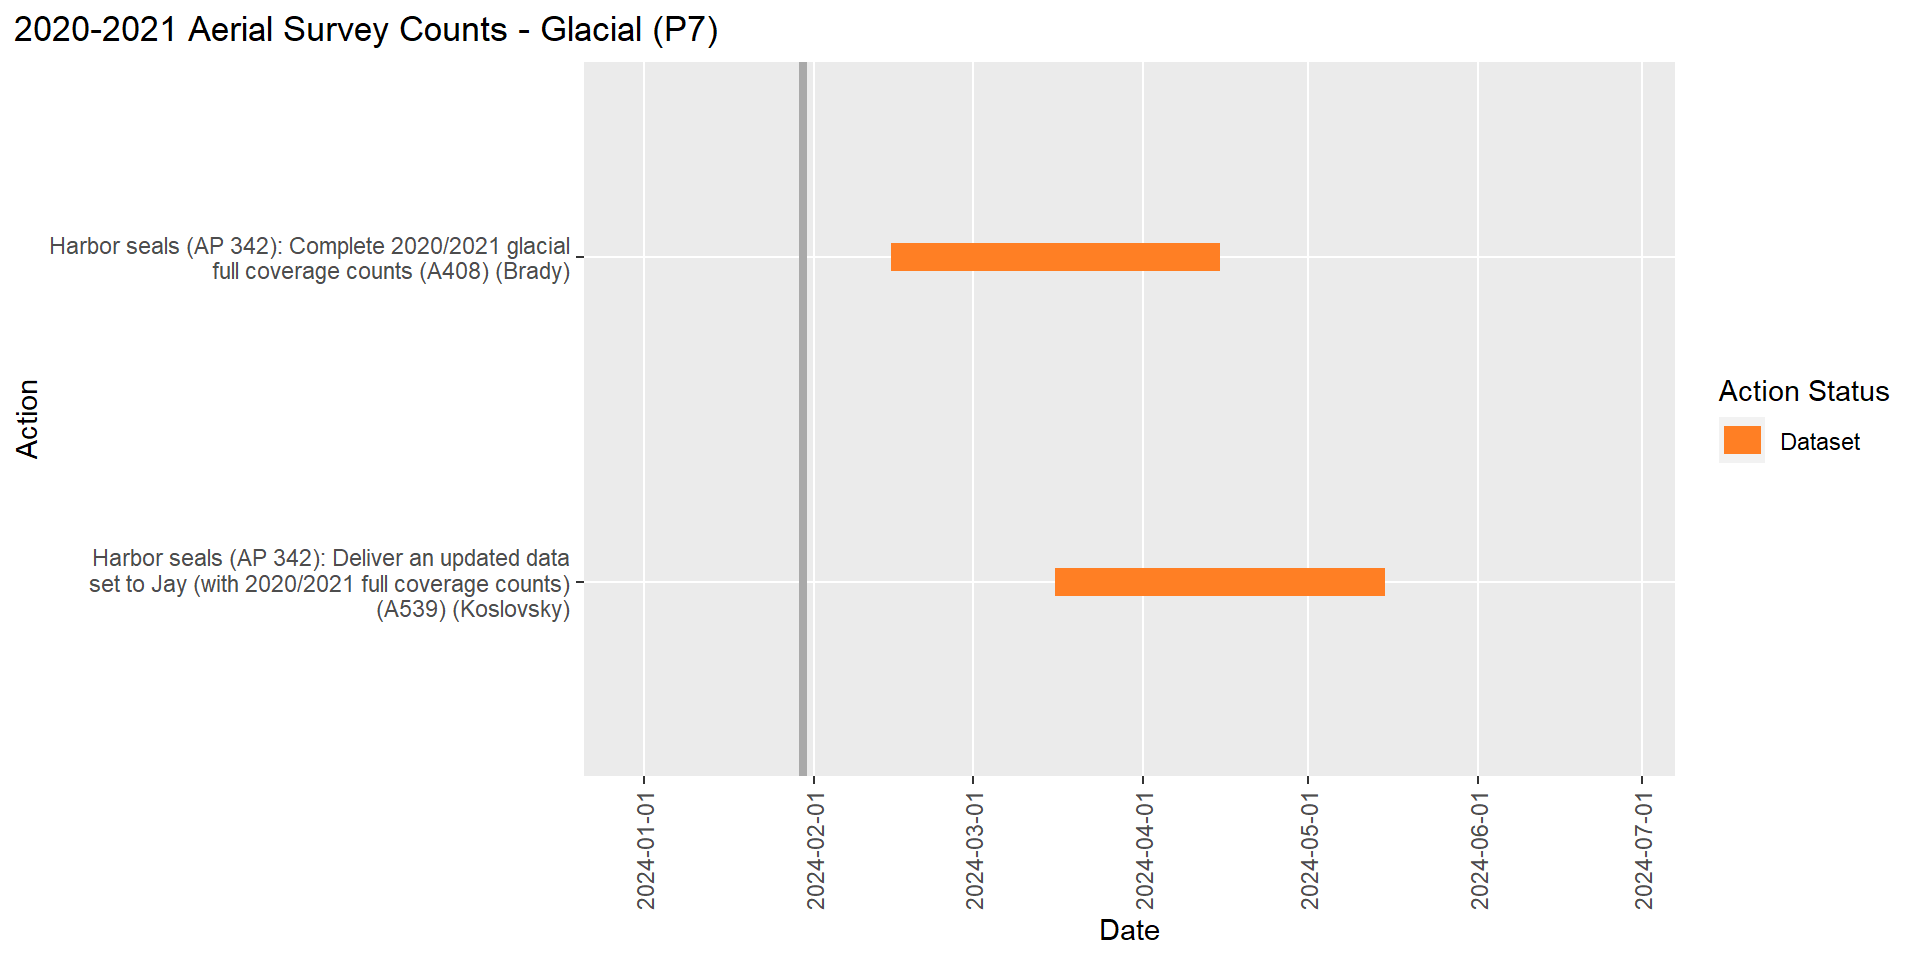 2020-2021 Aerial Survey Counts - Glacial (P7)
Action
Harbor seals (AP 342): Complete 2020/2021 glacial
full coverage counts (A408) (Brady)
Harbor seals (AP 342): Deliver an updated data
set to Jay (with 2020/2021 full coverage counts)
(A539) (Koslovsky)
2024-01-01
2024-02-01
2024-03-01
2024-04-01
2024-05-01
2024-06-01
2024-07-01
Date
Action Status
Dataset